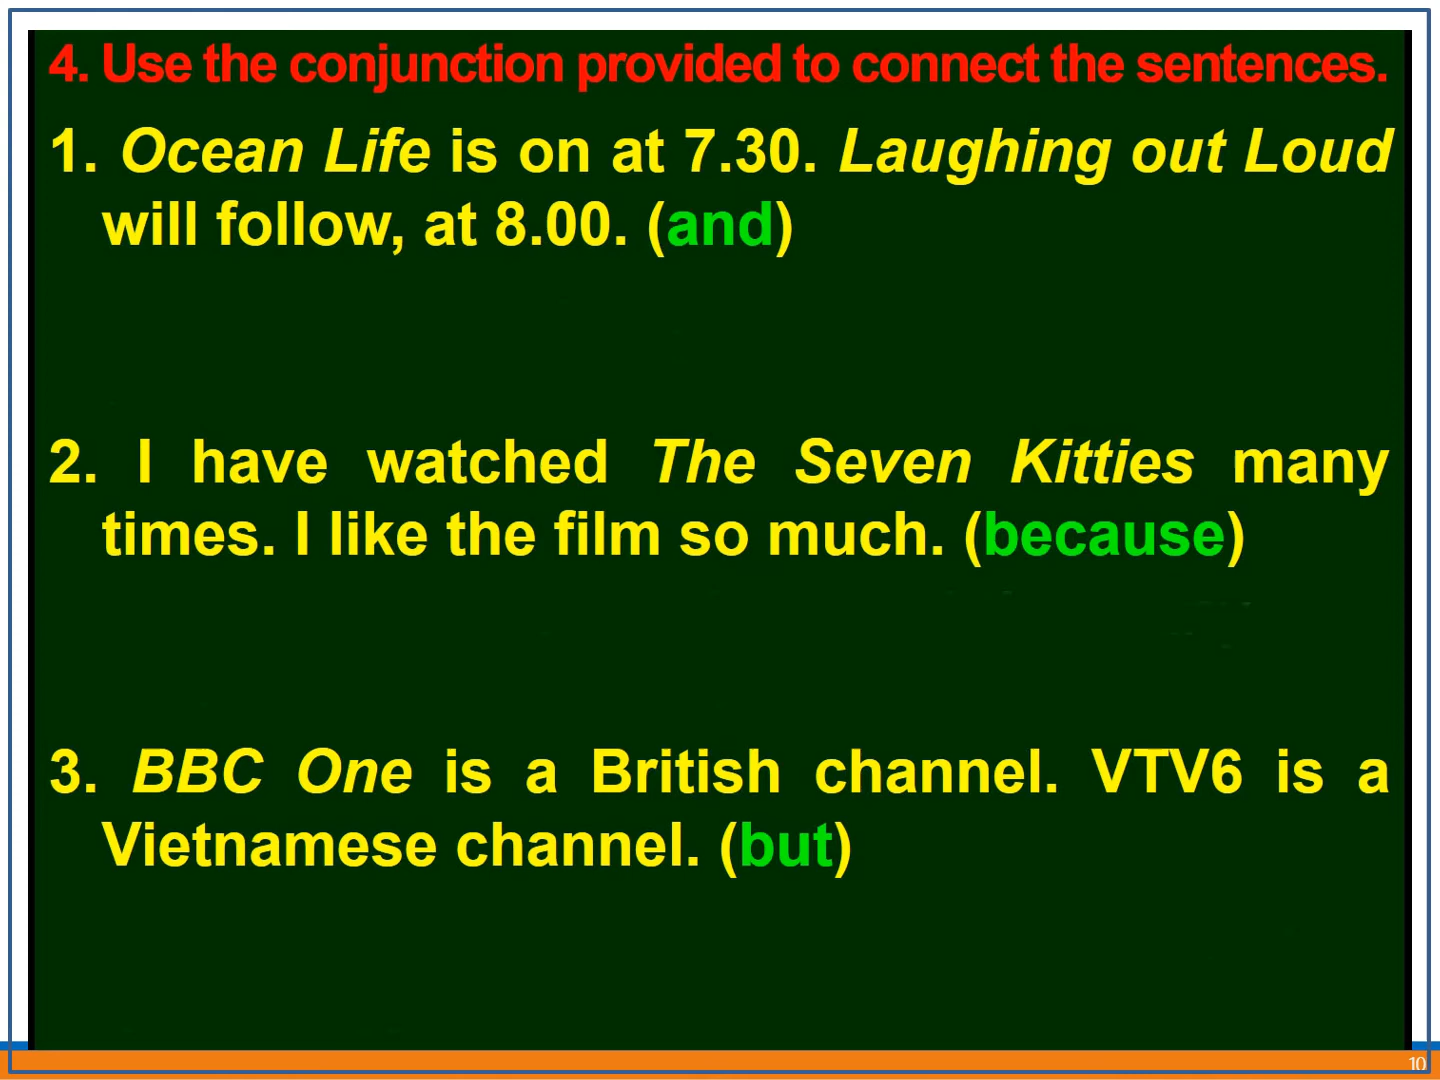 4. Use the conjunction provided to connect the sentences.
1. Ocean Life is on at 7.30. Laughing out Loud
will follow, at 8.00. (and)
2. I have watched The Seven Kitties many
times. I like the film so much. (because)
3. BBC One is a British channel. VTV6 is a
Vietnamese channel. (but)
10